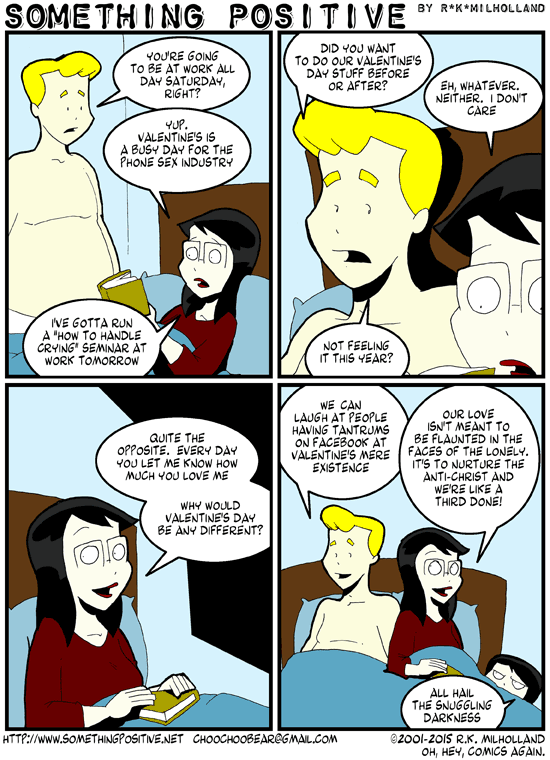 SOMETHING POSITIVE BY R*K*MILHOLLAND
YOU'RE GOING
TO BE AT WORK ALL
DAY SATURDAY,
RIGHT?
YUP.
VALENTINE'S IS
A BUSY DAY FOR THE
PHONE SEX INDUSTRY
I'VE GOTTA RUN
A "HOW TO HANDLE
CRYING" SEMINAR AT
WORK TOMORROW
DID YOU WANT
TO DO OUR VALENTINE'S
DAY STUFF BEFORE
OR AFTER?
EH, WHATEVER.
NEITHER. I DON'T
CARE
NOT FEELING
IT THIS YEAR?
QUITE THE
OPPOSITE. EVERY DAY
YOU LET ME KNOW HOW
MUCH YOU LOVE ME
WHY WOULD
VALENTINE'S DAY
BE ANY DIFFERENT?
WE CAN
LAUGH AT PEOPLE
HAVING TANTRUMS
ON FACEBOOK AT
VALENTINE'S MERE
EXISTENCE
OUR LOVE
ISN'T MEANT TO
BE FLAUNTED IN THE
FACES OF THE LONELY.
IT'S TO NURTURE THE
ANTI-CHRIST AND
WE'RE LIKE A
THIRD DONE!
ALL HAIL
THE SNUGGLING
DARKNESS
HTTP://WWW.SOMETHINGPOSITIVE.NET CHOOCHOOBEAR@GMAIL.COM
©2001-2015 R.K. MILHOLLAND
OH, HEY, COMICS AGAIN.